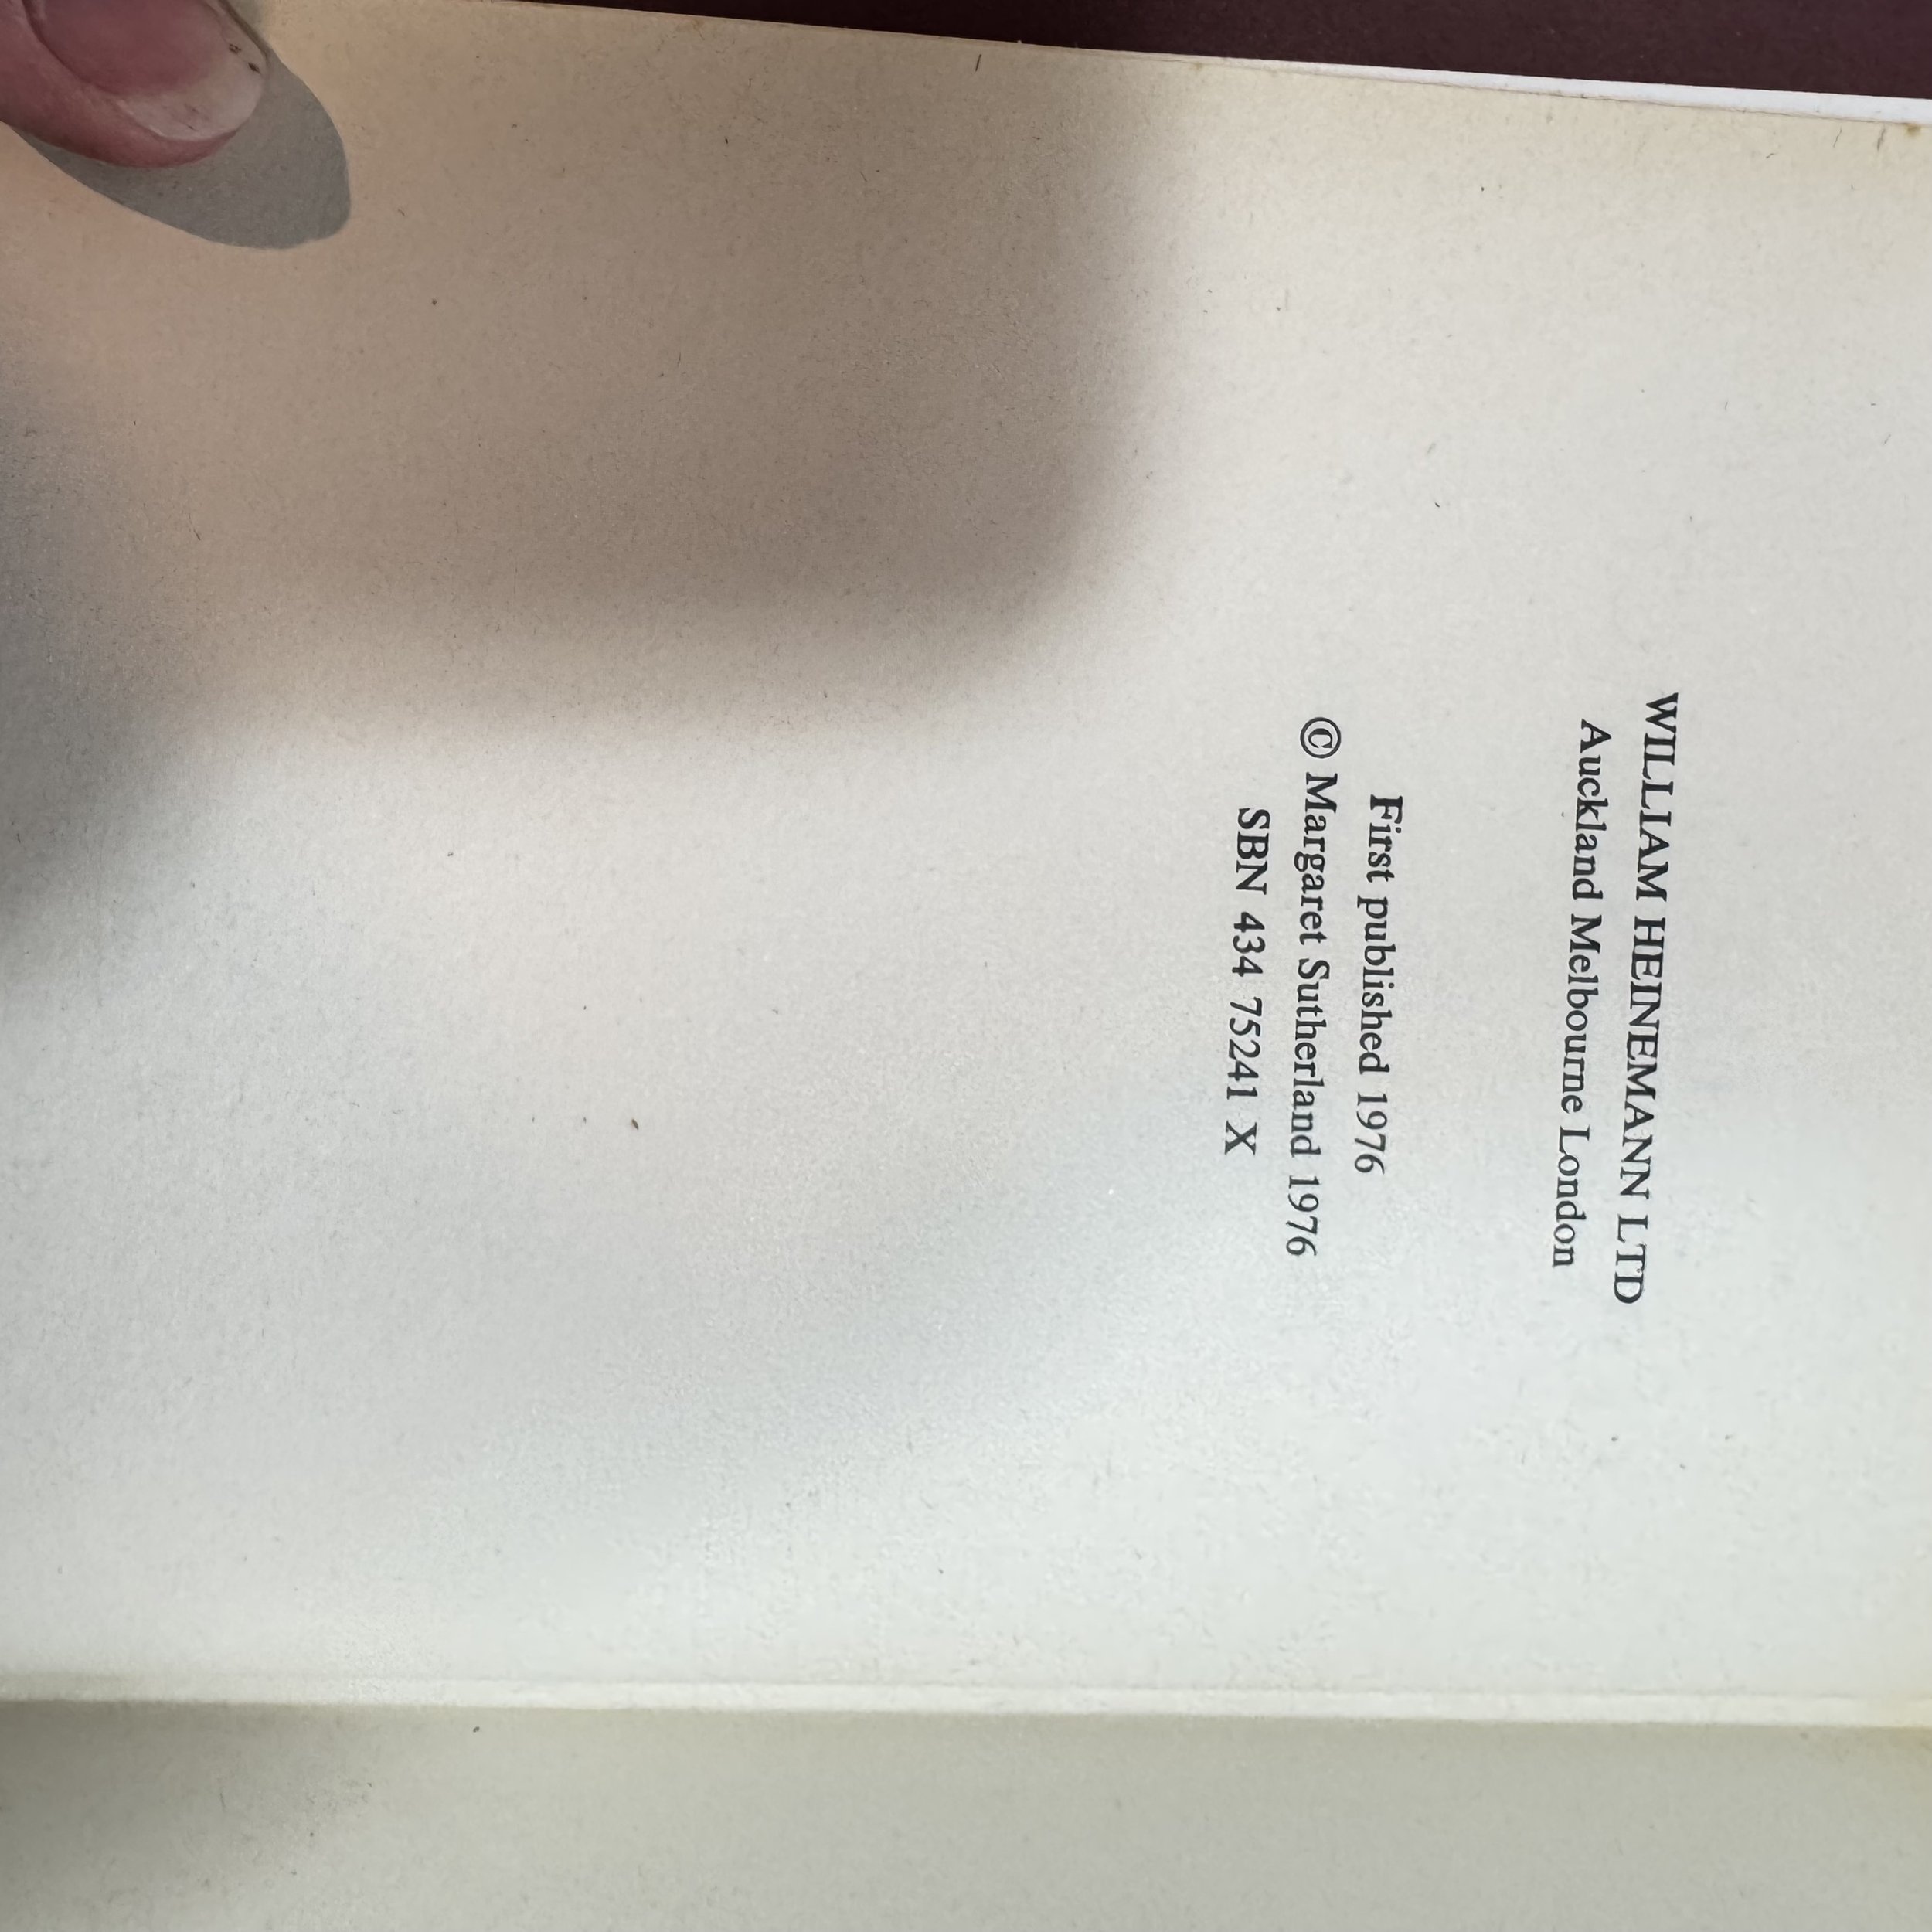 WILLIAM HEINEMANN LTD
Auckland Melbourne London
First published 1976
© Margaret Sutherland 1976
SBN 434 75241 X